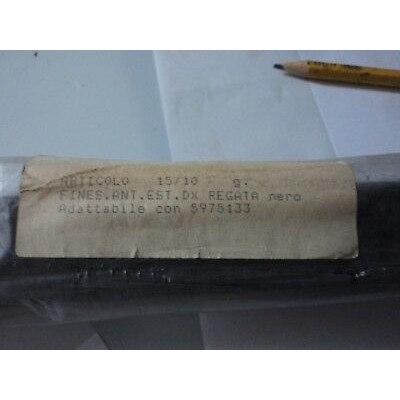 ARTICOLO 15/10 g.
FINES.ANT.EST.DX REGATA nero
Adattabile con 5975133